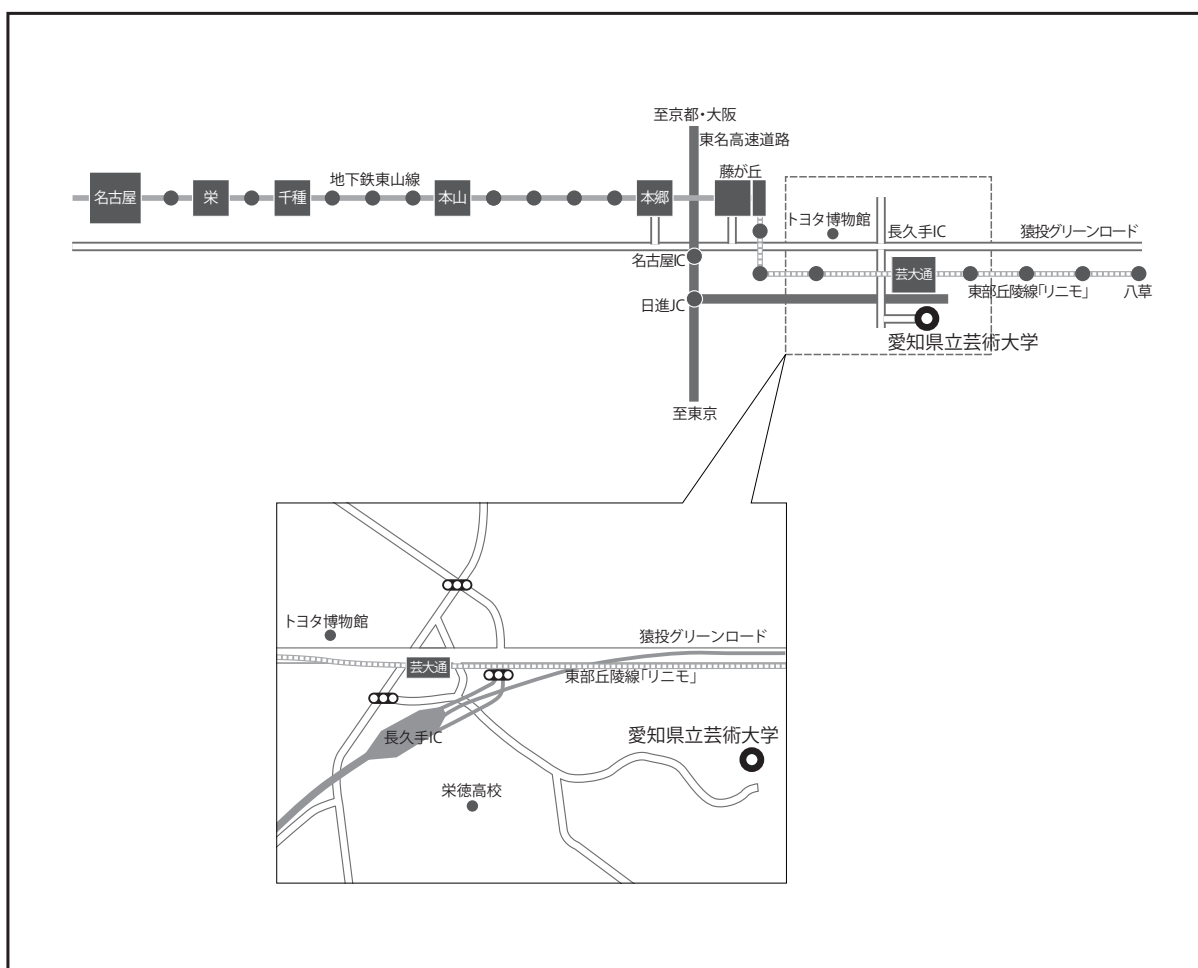 至京都・大阪
東名高速道路
藤が丘
地下鉄東山線
名古屋
栄
千種
本山
本郷
トヨタ博物館
長久手IC
猿投グリーンロード
名古屋IC
芸大通
東部丘陵線「リニモ」
八草
日進JC
愛知県立芸術大学
至東京
トヨタ博物館
猿投グリーンロード
芸大通
東部丘陵線「リニモ」
長久手IC
愛知県立芸術大学
栄徳高校